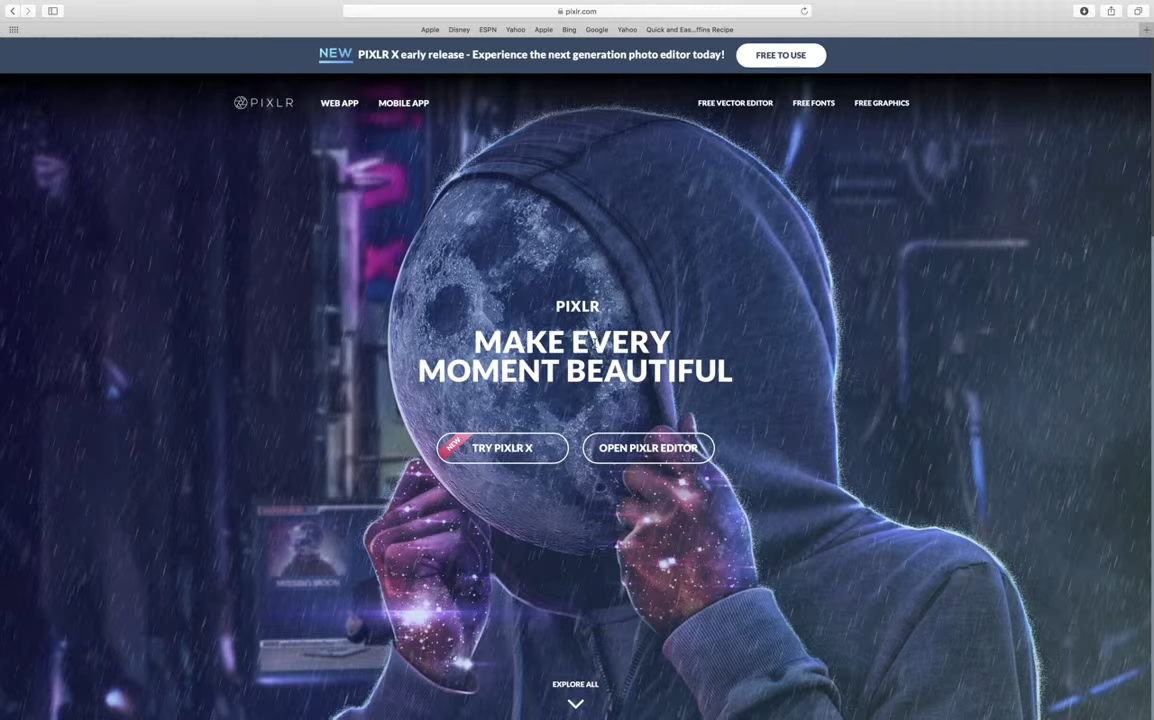 pixlr.com
Apple Disney ESPN Yahoo Apple Bing Google Yahoo Quick and Eas...ffins Recipe
NEW PIXLR X early release - Experience the next generation photo editor today! FREE TO USE
PIXLR WEB APP MOBILE APP FREE VECTOR EDITOR FREE FONTS FREE GRAPHICS
PIXLR
MAKE EVERY
MOMENT BEAUTIFUL
NEW TRY PIXLR X OPEN PIXLR EDITOR
EXPLORE ALL